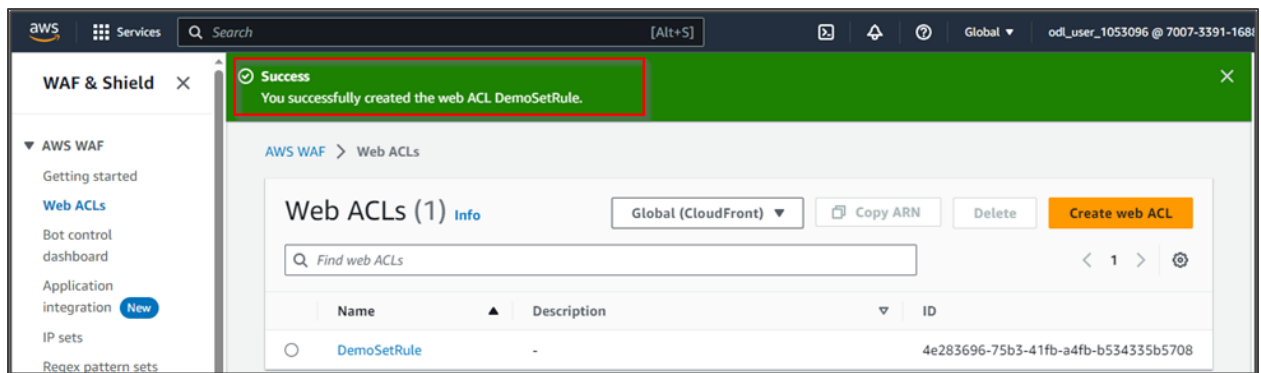 aws Services Search [Alt+S] Global odl_user_1053096 @ 7007-3391-168
WAF & Shield
Success
You successfully created the web ACL DemoSetRule.
AWS WAF
Getting started
Web ACLs
Bot control
dashboard
Application
integration New
IP sets
Regex pattern sets
AWS WAF > Web ACLs
Web ACLs (1) Info
Global (CloudFront) Copy ARN Delete Create web ACL
Find web ACLs
1
Name Description ID
DemoSetRule - 4e283696-75b3-41fb-a4fb-b534335b5708